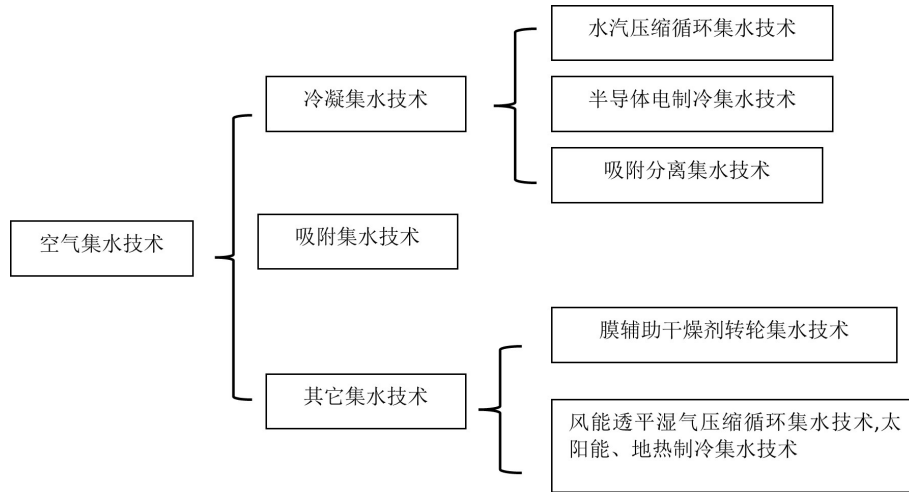 空气集水技术
冷凝集水技术
水汽压缩循环集水技术
半导体电制冷集水技术
吸附分离集水技术
吸附集水技术
其它集水技术
膜辅助干燥剂转轮集水技术
风能透平湿气压缩循环集水技术,太
阳能、地热制冷集水技术